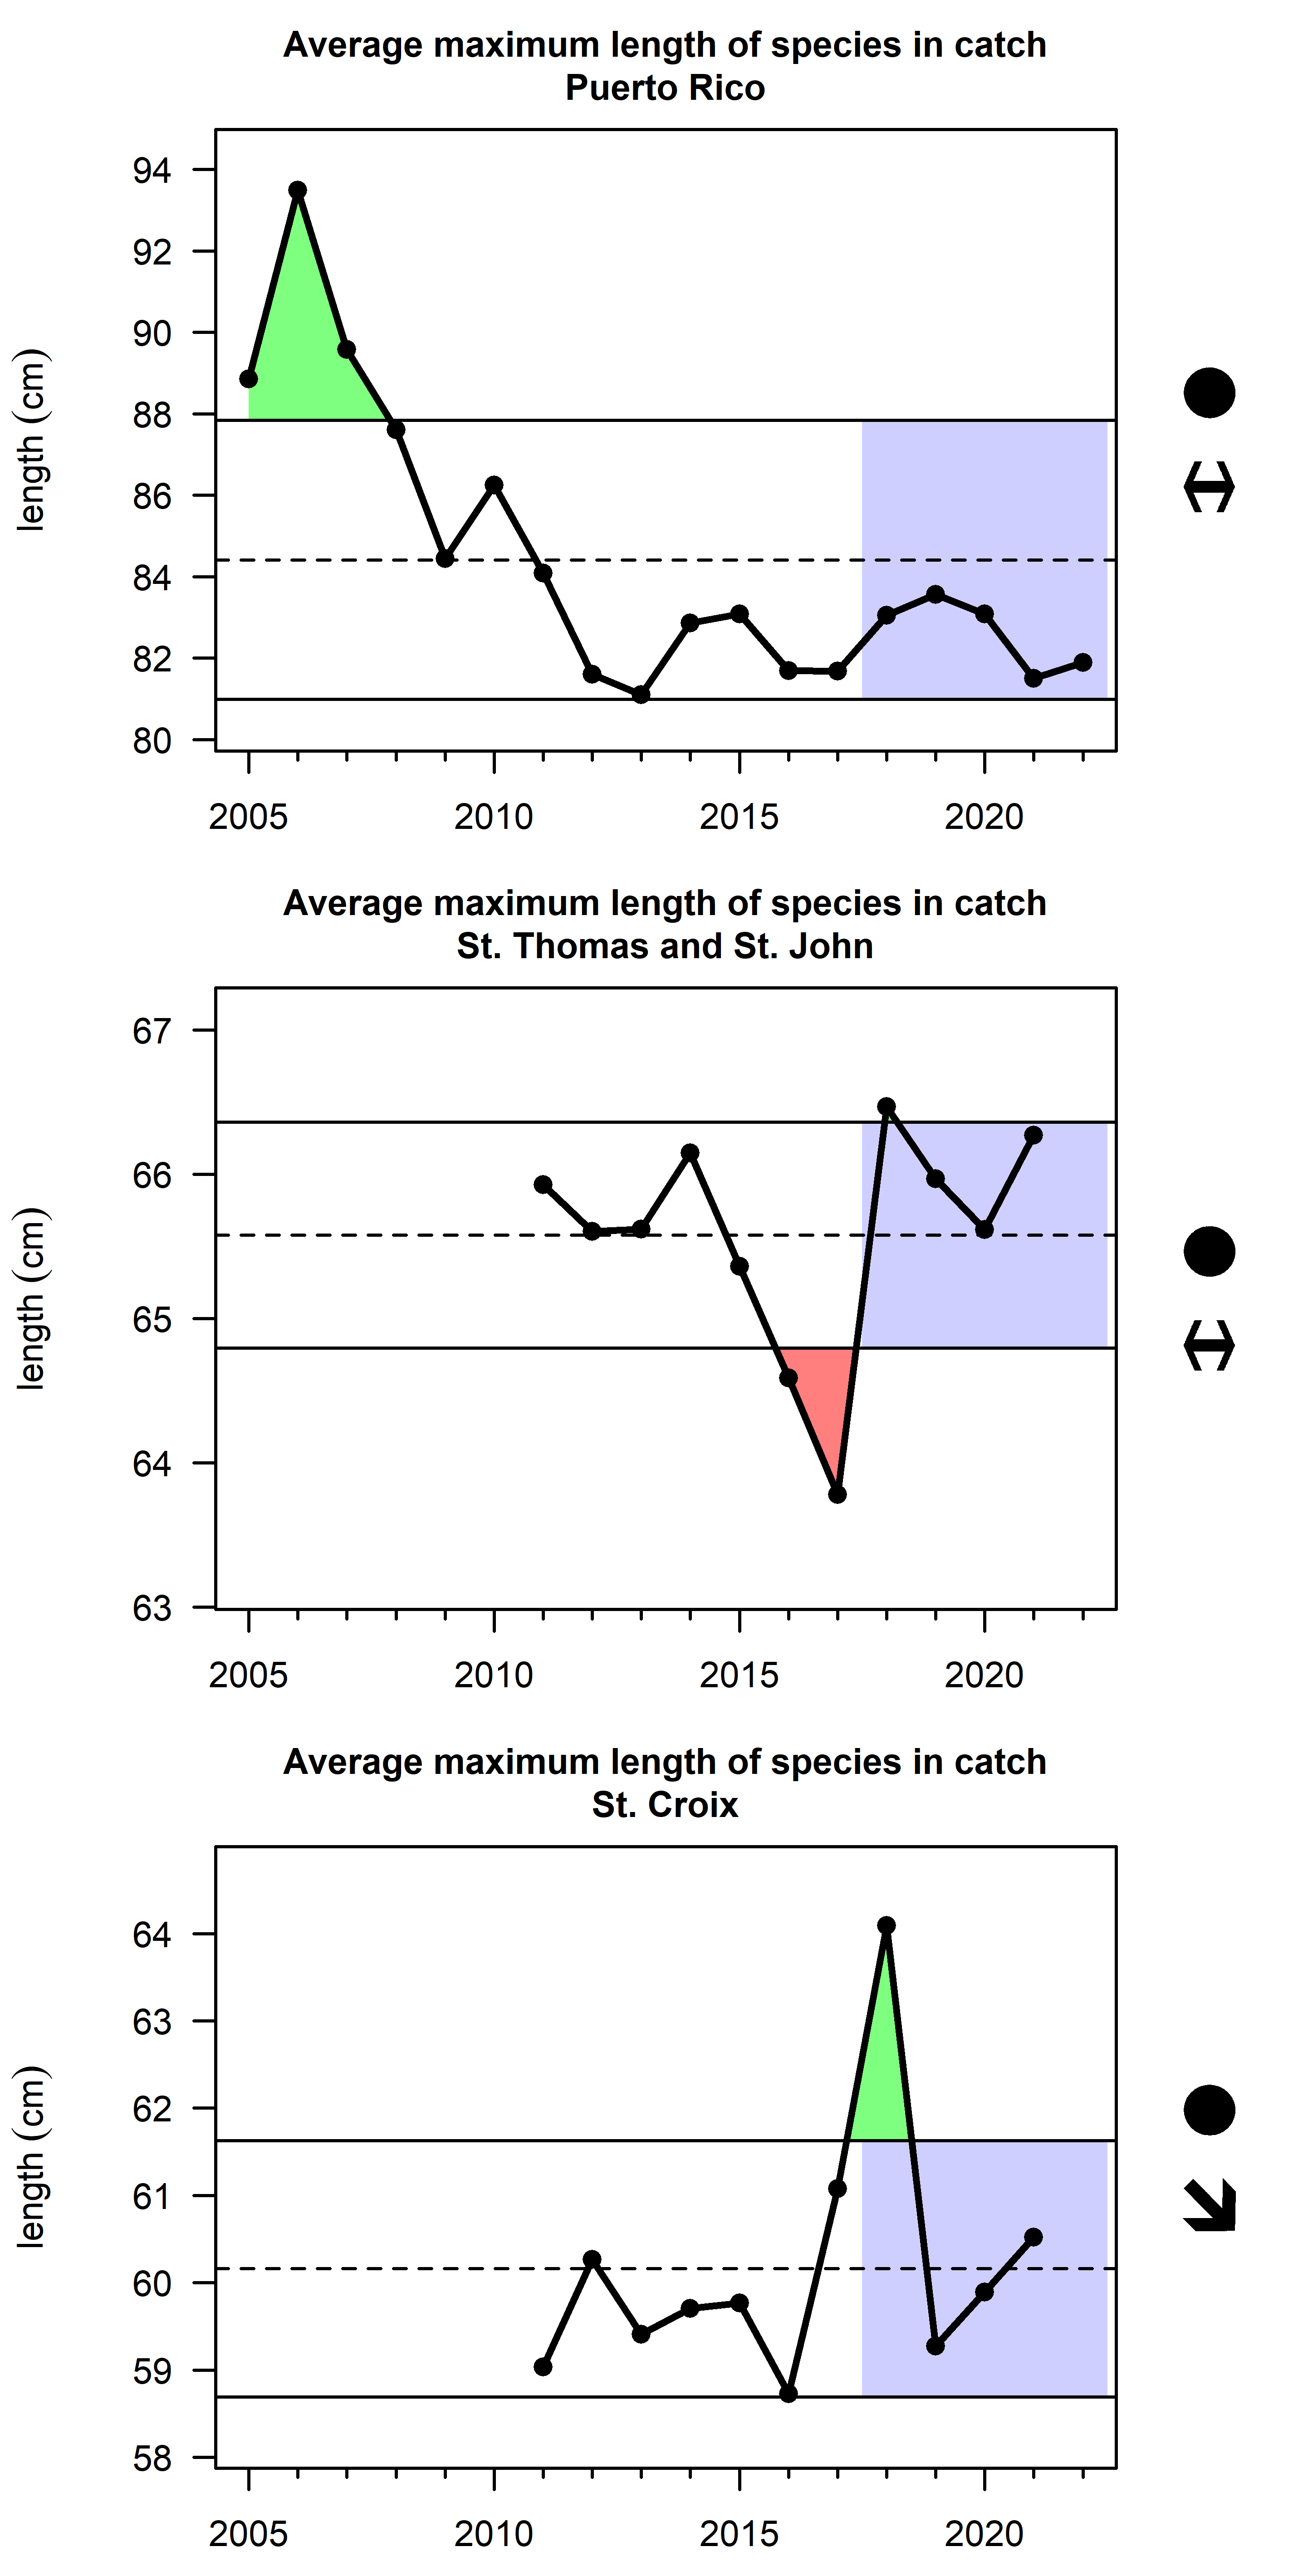 Average maximum length of species in catch
Puerto Rico
length (cm)
94
92
90
88
86
84
82
80
2005 2010 2015 2020
Average maximum length of species in catch
St. Thomas and St. John
length (cm)
67
66
65
64
63
2005 2010 2015 2020
Average maximum length of species in catch
St. Croix
length (cm)
64
63
62
61
60
59
58
2005 2010 2015 2020